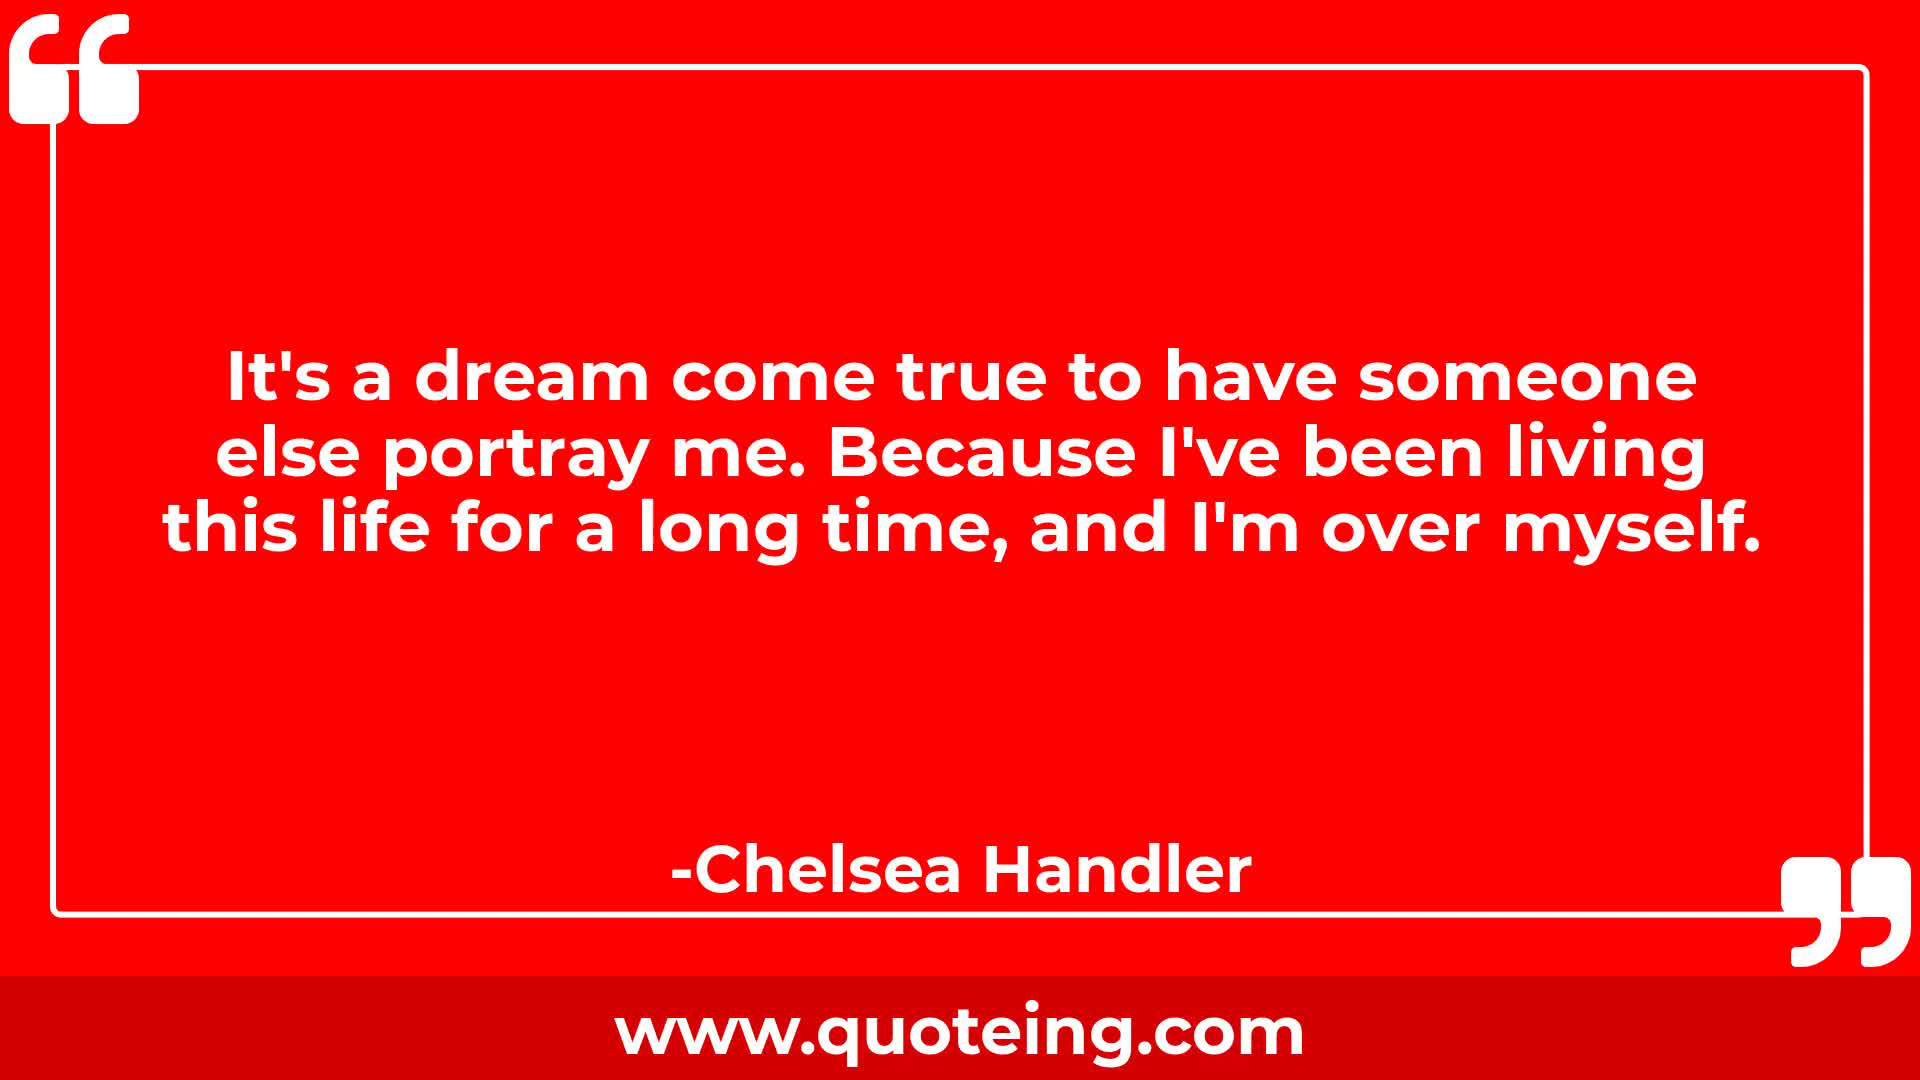 It's a dream come true to have someone
else portray me. Because I've been living
this life for a long time, and I'm over myself.
-Chelsea Handler
www.quoteing.com